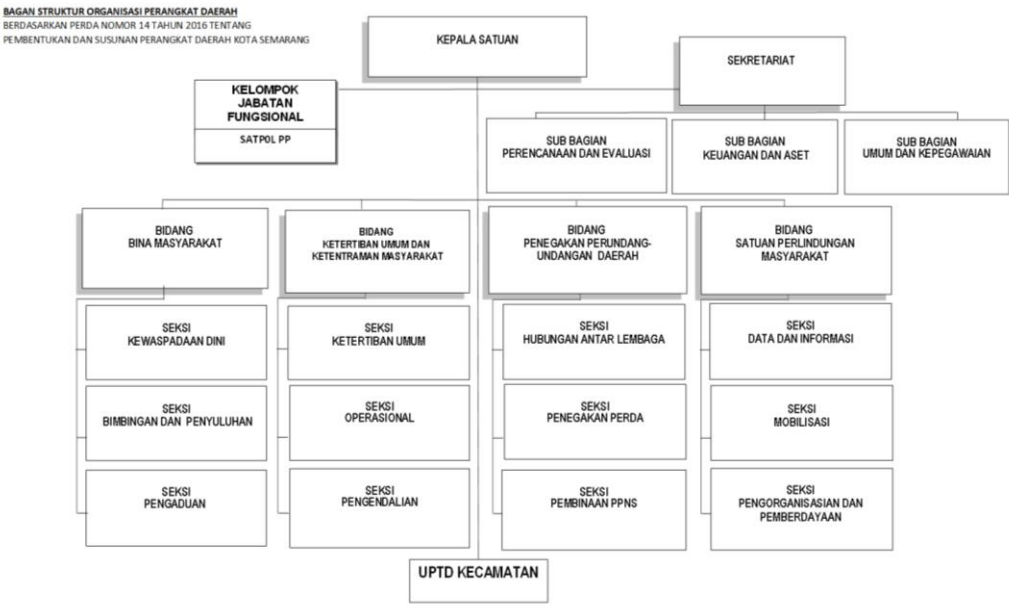 BAGAN STRUKTUR ORGANISASI PERANGKAT DAERAH
BERDASARKAN PERDA NOMOR 14 TAHUN 2016 TENTANG
PEMBENTUKAN DAN SUSUNAN PERANGKAT DAERAH KOTA SEMARANG
KEPALA SATUAN
SEKRETARIAT
KELOMPOK
JABATAN
FUNGSIONAL
SATPOL PP
SUB BAGIAN
PERENCANAAN DAN EVALUASI
SUB BAGIAN
KEUANGAN DAN ASET
SUB BAGIAN
UMUM DAN KEPEGAWAIAN
BIDANG
BINA MASYARAKAT
BIDANG
KETERTIBAN UMUM DAN
KETENTRAMAN MASYARAKAT
BIDANG
PENEGAKAN PERUNDANG-
UNDANGAN DAERAH
BIDANG
SATUAN PERLINDUNGAN
MASYARAKAT
SEKSI
KEWASPADAAN DINI
SEKSI
KETERTIBAN UMUM
SEKSI
HUBUNGAN ANTAR LEMBAGA
SEKSI
DATA DAN INFORMASI
SEKSI
BIMBINGAN DAN PENYULUHAN
SEKSI
OPERASIONAL
SEKSI
PENEGAKAN PERDA
SEKSI
MOBILISASI
SEKSI
PENGADUAN
SEKSI
PENGENDALIAN
SEKSI
PEMBINAAN PPNS
SEKSI
PENGORGANISASIAN DAN
PEMBERDAYAAN
UPTD KECAMATAN